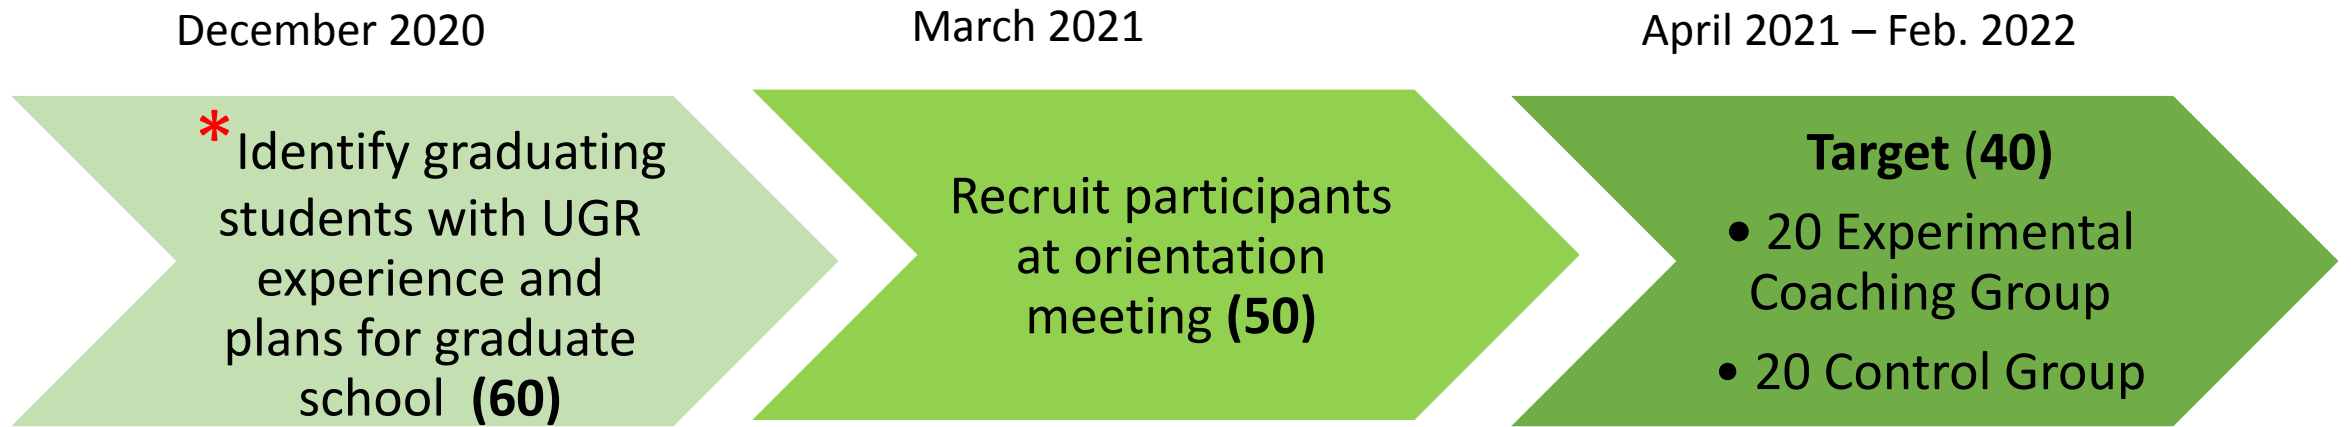 December 2020
March 2021
April 2021 – Feb. 2022
* Identify graduating
students with UGR
experience and
plans for graduate
school (60)
Recruit participants
at orientation
meeting (50)
Target (40)
• 20 Experimental
Coaching Group
• 20 Control Group